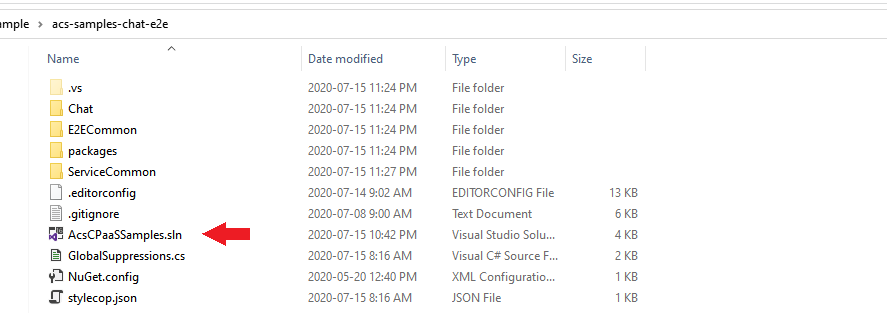 ample > acs-samples-chat-e2e
Name Date modified Type Size
.vs 2020-07-15 11:24 PM File folder
Chat 2020-07-15 11:24 PM File folder
E2ECommon 2020-07-15 11:24 PM File folder
packages 2020-07-15 11:24 PM File folder
ServiceCommon 2020-07-15 11:27 PM File folder
.editorconfig 2020-07-14 9:02 AM EDITORCONFIG File 13 KB
.gitignore 2020-07-08 9:00 AM Text Document 6 KB
AcsCPaaSSamples.sln 2020-07-15 10:42 PM Visual Studio Solu... 4 KB
GlobalSuppressions.cs 2020-07-15 8:16 AM Visual C# Source F... 2 KB
NuGet.config 2020-05-20 12:40 PM XML Configuratio... 1 KB
stylecop.json 2020-07-15 8:16 AM JSON File 1 KB